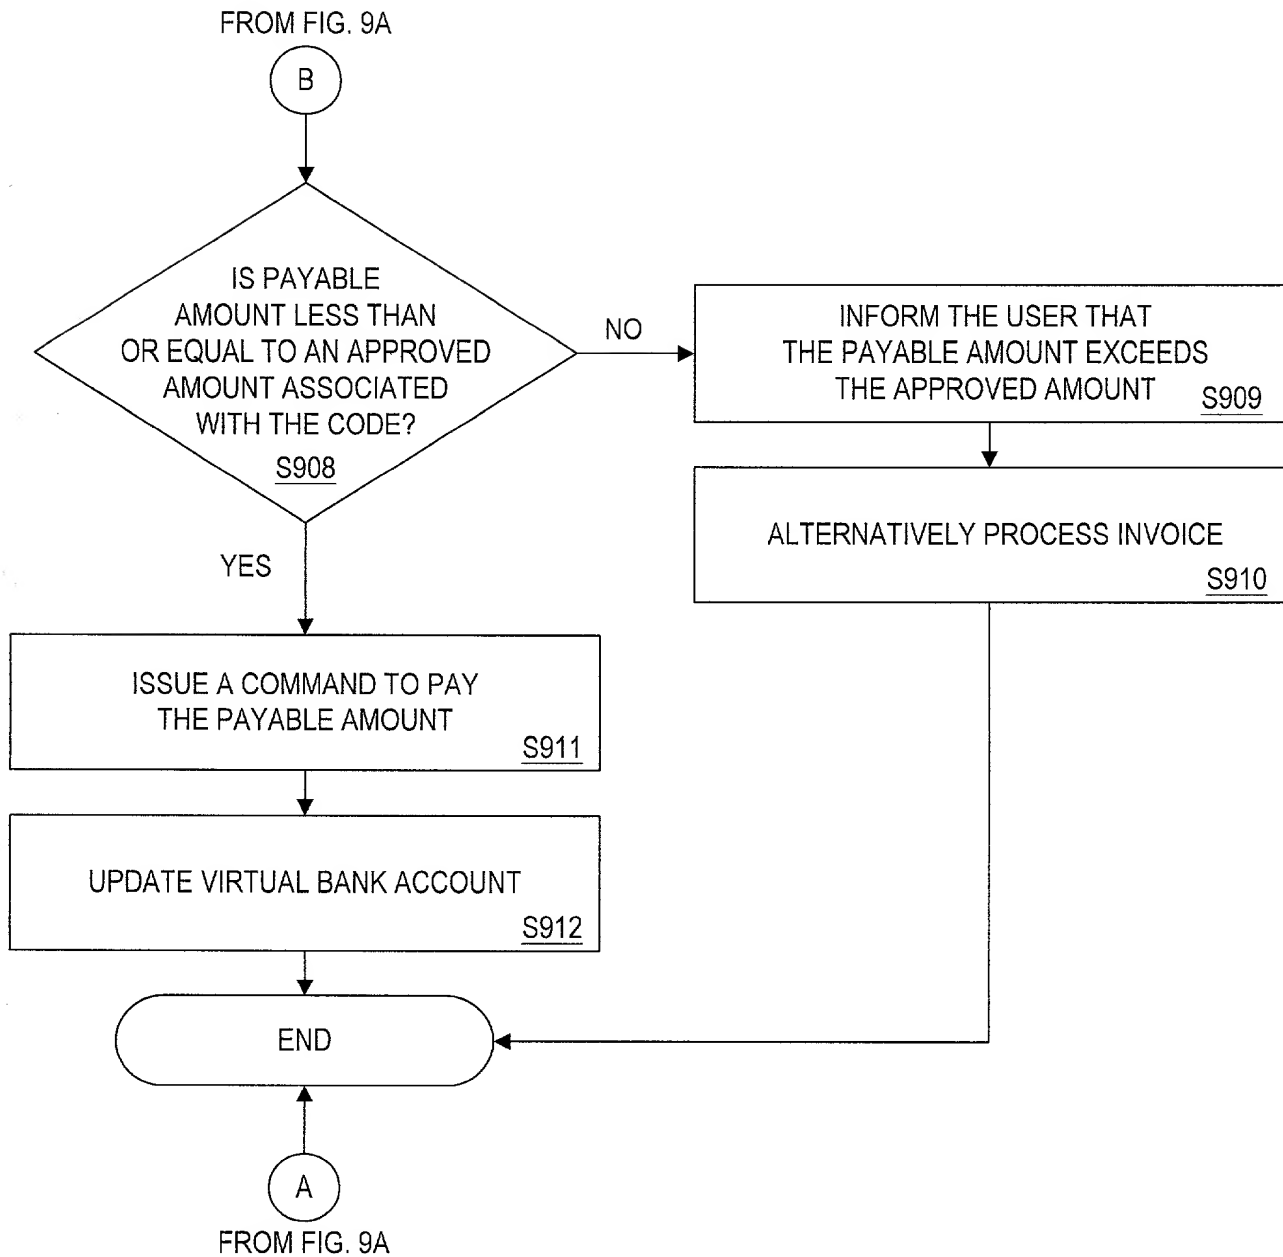 FROM FIG. 9A
B
IS PAYABLE
AMOUNT LESS THAN
OR EQUAL TO AN APPROVED
AMOUNT ASSOCIATED
WITH THE CODE?
S908
NO
INFORM THE USER THAT
THE PAYABLE AMOUNT EXCEEDS
THE APPROVED AMOUNT
S909
ALTERNATIVELY PROCESS INVOICE
S910
YES
ISSUE A COMMAND TO PAY
THE PAYABLE AMOUNT
S911
UPDATE VIRTUAL BANK ACCOUNT
S912
END
A
FROM FIG. 9A